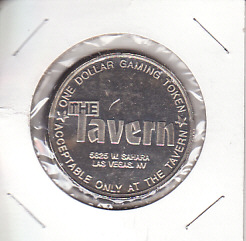 ONE DOLLAR GAMING TOKEN
THE
Tavern
5825 W. SAHARA
LAS VEGAS, NV
ACCEPTABLE ONLY AT THE TAVERN